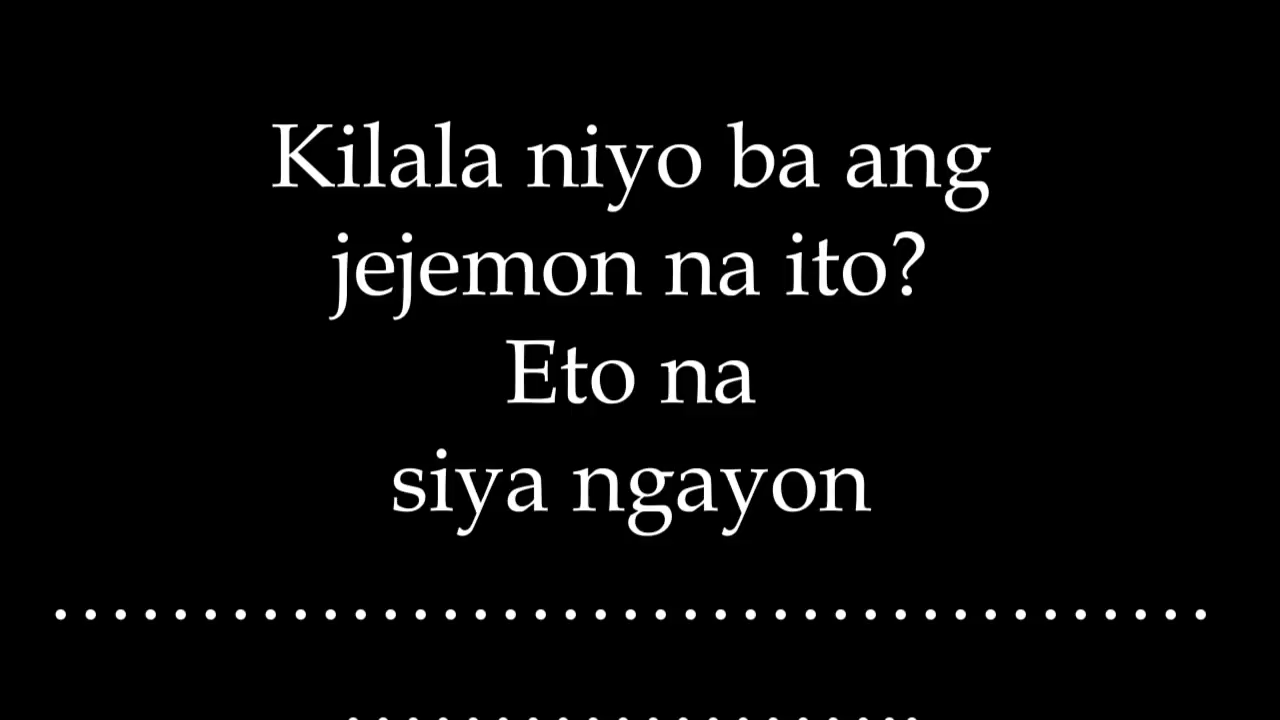 Kilala niyo ba ang
jejemon na ito?
Eto na
siya ngayon
.......................................
....................